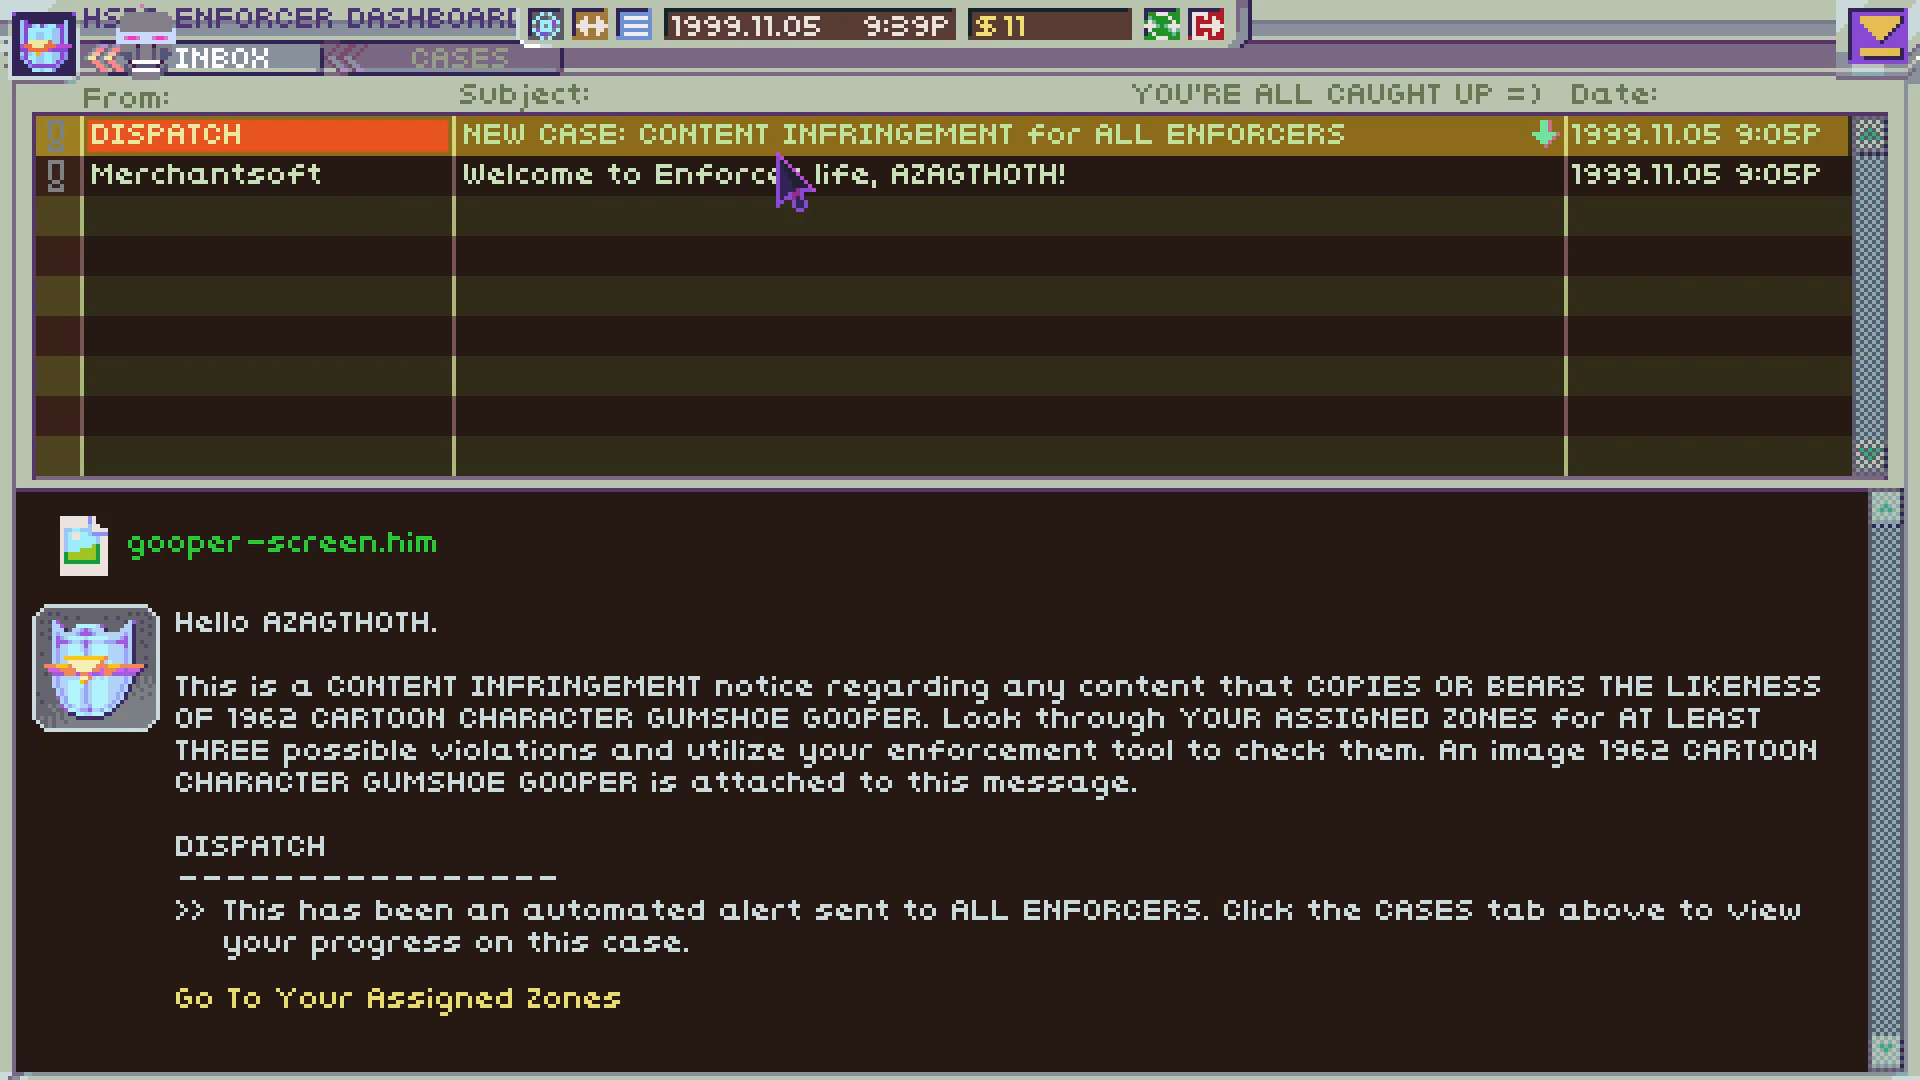 HSPD ENFORCER DASHBOARD
1999.11.05 9:39P
11
INBOX
CASES
From:
Subject:
YOU'RE ALL CAUGHT UP =)
Date:
DISPATCH
NEW CASE: CONTENT INFRINGEMENT for ALL ENFORCERS
1999.11.05 9:05P
Merchantsoft
Welcome to Enforcer life, AZAGTHOTH!
1999.11.05 9:05P
gooper-screen.him
Hello AZAGTHOTH.
This is a CONTENT INFRINGEMENT notice regarding any content that COPIES OR BEARS THE LIKENESS
OF 1962 CARTOON CHARACTER GUMSHOE GOOPER. Look through YOUR ASSIGNED ZONES for AT LEAST
THREE possible violations and utilize your enforcement tool to check them. An image 1962 CARTOON
CHARACTER GUMSHOE GOOPER is attached to this message.
DISPATCH
----------------
>> This has been an automated alert sent to ALL ENFORCERS. Click the CASES tab above to view
your progress on this case.
Go To Your Assigned Zones